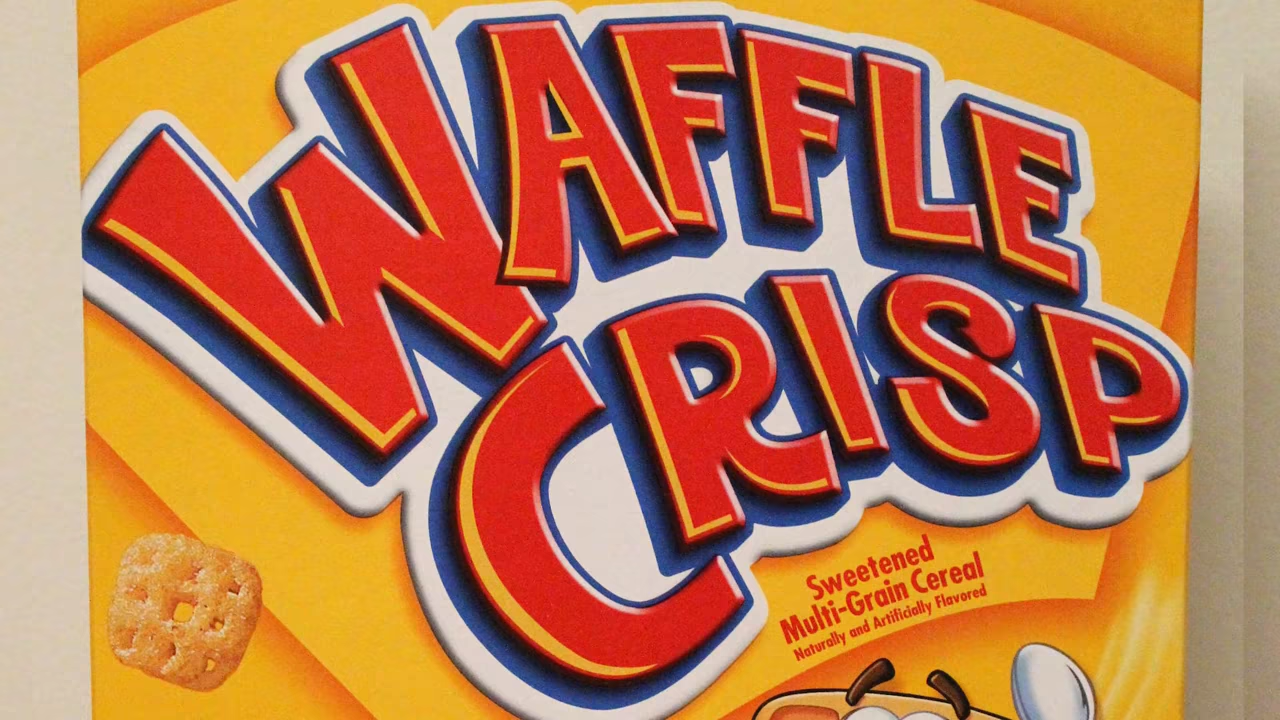 WAFFLE
CRISP
Sweetened
Multi-Grain Cereal
Naturally and Artificially Flavored